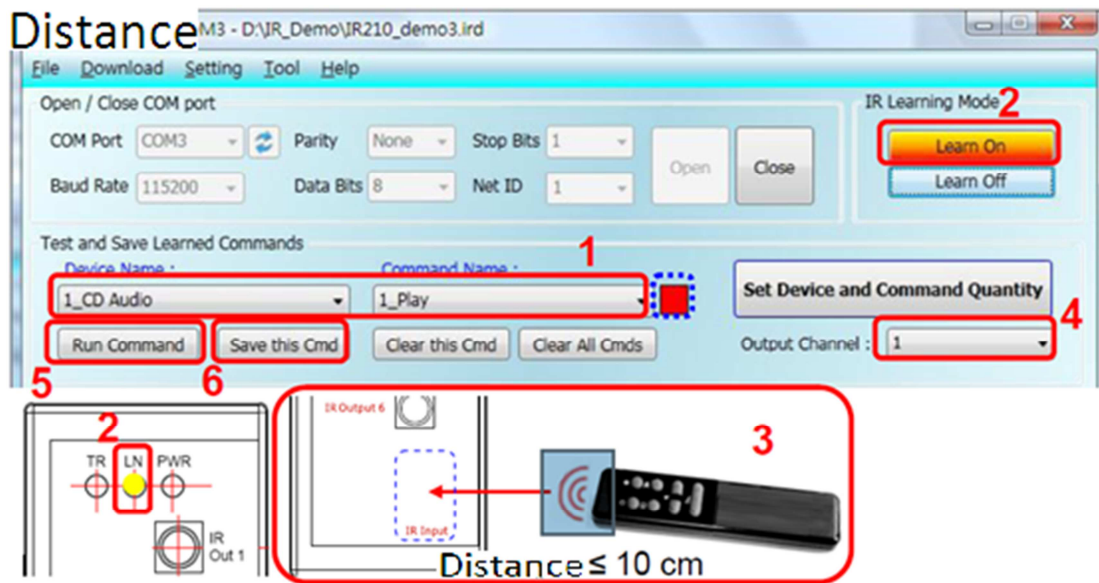 Distance M3 - D:\IR_Demo\IR210_demo3.ird
File Download Setting Tool Help
Open / Close COM port
IR Learning Mode 2
COM Port COM3 Parity None Stop Bits 1 Open Close Learn On
Baud Rate 115200 Data Bits 8 Net ID 1 Learn Off
Test and Save Learned Commands
1
Device Name : Command Name :
1_CD Audio 1_Play Set Device and Command Quantity
4
Run Command Save this Cmd Clear this Cmd Clear All Cmds Output Channel : 1
5 6
2
TR LN PWR
IR
Out 1
IR Output 6
3
IR Input
Distance ≤ 10 cm